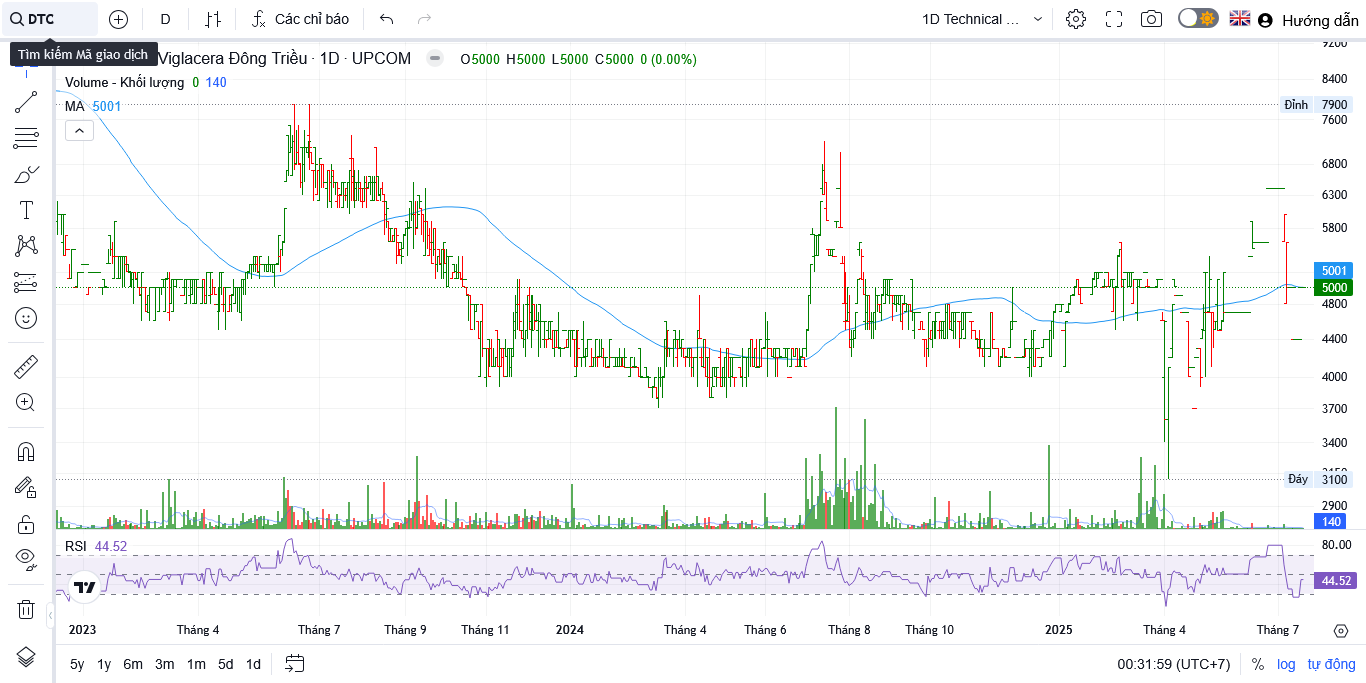 DTC
D
Các chỉ báo
1D Technical ...
Hướng dẫn
Tìm kiếm Mã giao dịch
Viglacera Đông Triều · 1D · UPCOM
O5000 H5000 L5000 C5000 0 (0.00%)
Volume - Khối lượng 0 140
MA 5001
9200
8400
Đỉnh 7900
7600
6800
6300
5800
5001
5000
4800
4400
4000
3700
3400
Đáy 3100
2900
140
RSI 44.52
80.00
44.52
2023 Tháng 4 Tháng 7 Tháng 9 Tháng 11 2024 Tháng 4 Tháng 6 Tháng 8 Tháng 10 2025 Tháng 4 Tháng 7
5y 1y 6m 3m 1m 5d 1d
00:31:59 (UTC+7) % log tự động